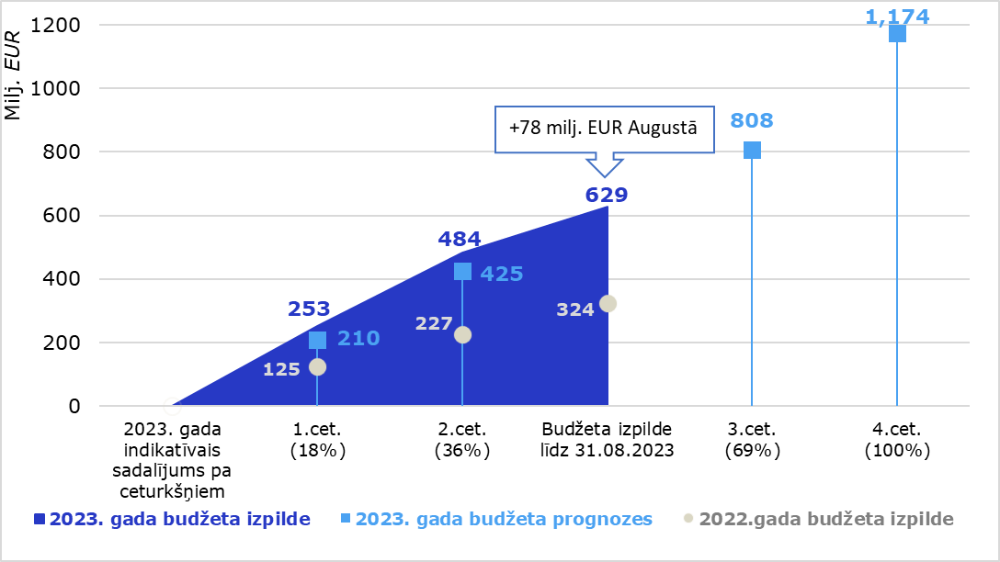 Milj. EUR
1200
1000
800
600
400
200
0
1,174
+78 milj. EUR Augustā
808
629
484
425
253
210
227
324
125
2023. gada
indikatīvais
sadalījums pa
ceturkšņiem
1.cet.
(18%)
2.cet.
(36%)
Budžeta izpilde
līdz 31.08.2023
3.cet.
(69%)
4.cet.
(100%)
2023. gada budžeta izpilde
2023. gada budžeta prognozes
2022.gada budžeta izpilde